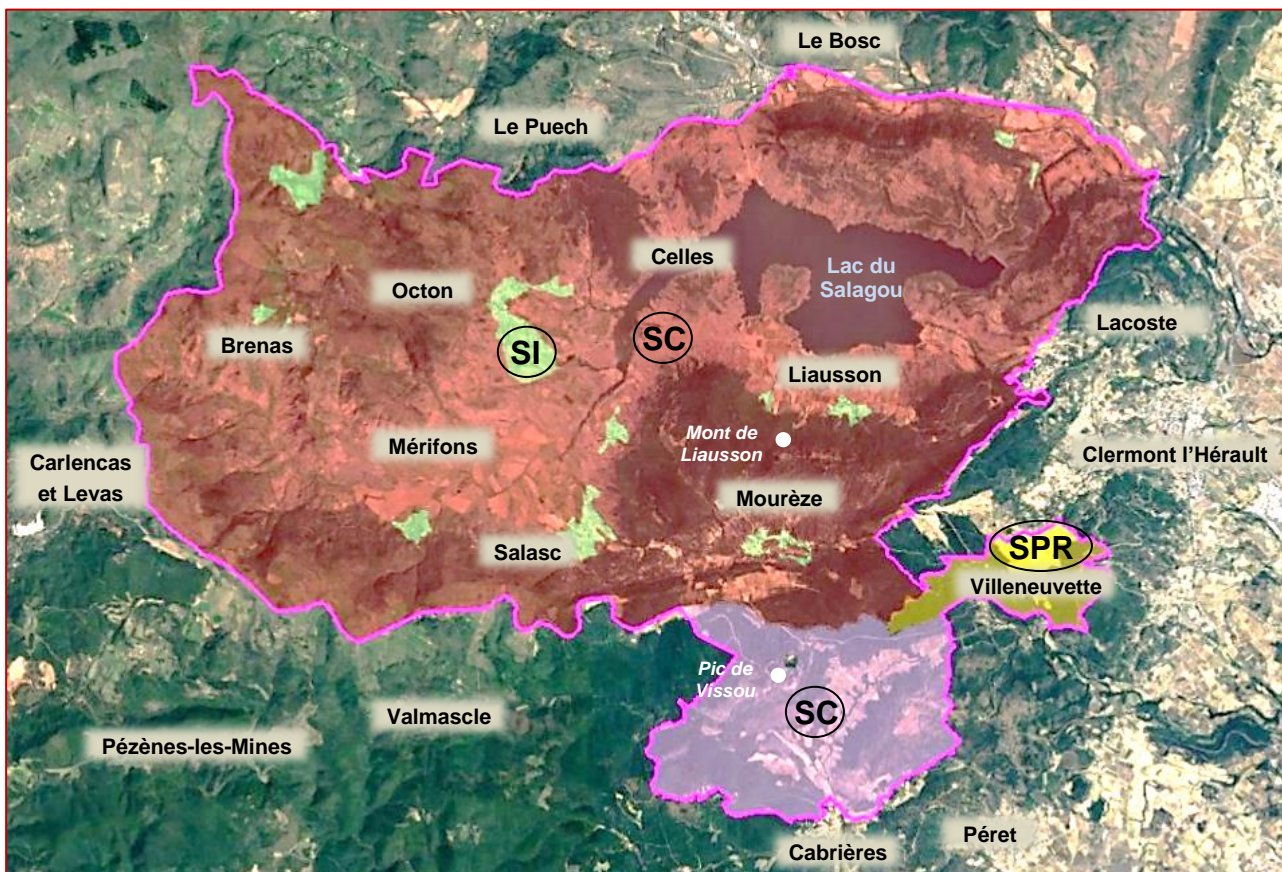 Le Bosc
Le Puech
Celles
Lac du
Salagou
Octon
Lacoste
Brenas
SI
SC
Liausson
Mont de
Liausson
Mérifons
Clermont l’Hérault
Carlencas
et Levas
Mourèze
Salasc
SPR
Villeneuvette
Pic de
Vissou
SC
Valmascle
Pézènes-les-Mines
Péret
Cabrières